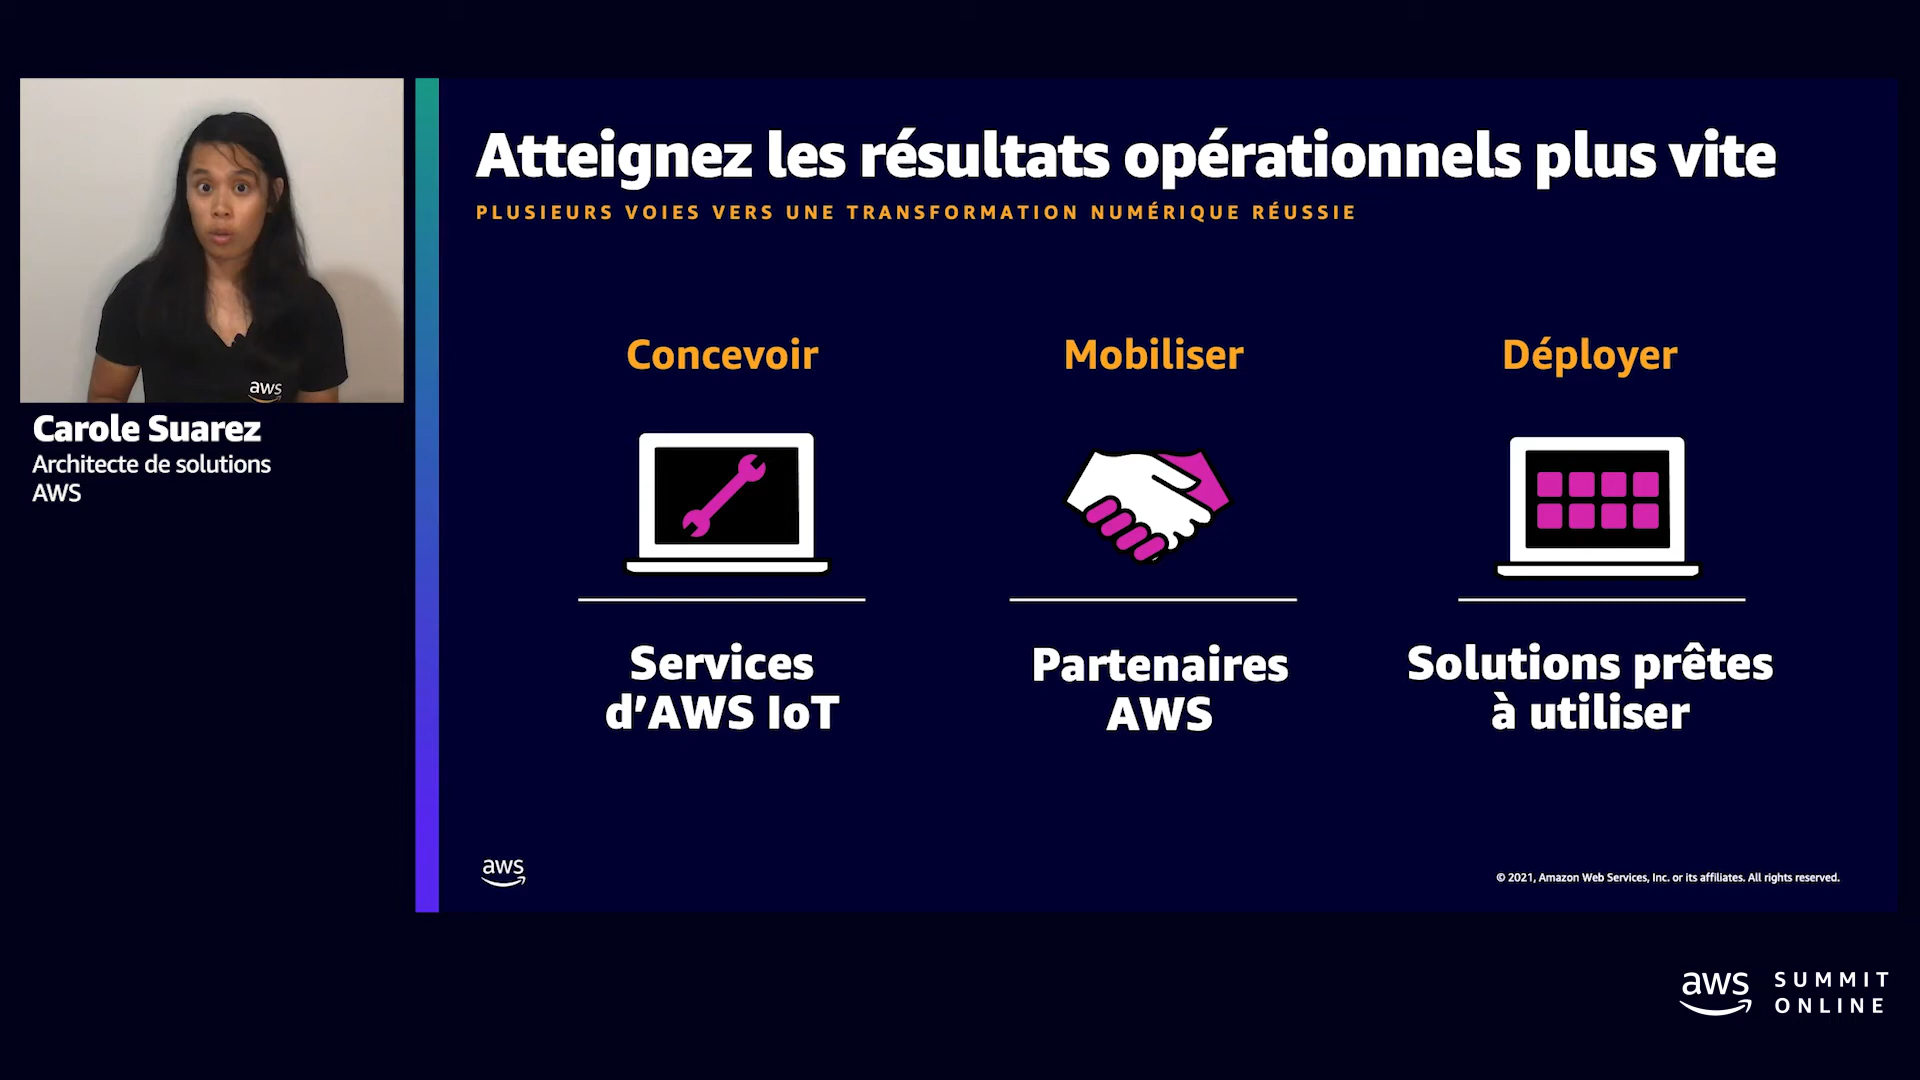 aws
Carole Suarez
Architecte de solutions
AWS
Atteignez les résultats opérationnels plus vite
PLUSIEURS VOIES VERS UNE TRANSFORMATION NUMÉRIQUE RÉUSSIE
Concevoir
Services
d’AWS IoT
Mobiliser
Partenaires
AWS
Déployer
Solutions prêtes
à utiliser
aws
© 2021, Amazon Web Services, Inc. or its affiliates. All rights reserved.
aws
SUMMIT
ONLINE